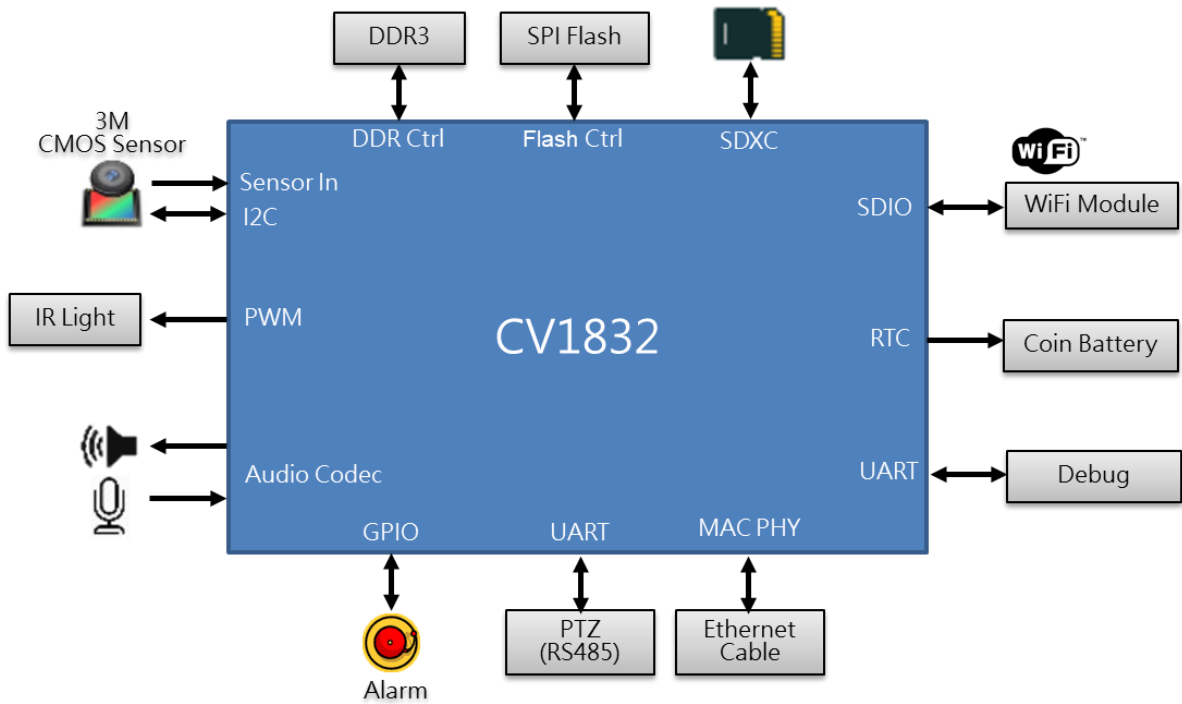 DDR3
SPI Flash
3M
CMOS Sensor
DDR Ctrl
Flash Ctrl
SDXC
WiFi™
Sensor In
I2C
SDIO
WiFi Module
IR Light
PWM
CV1832
RTC
Coin Battery
Audio Codec
UART
Debug
GPIO
UART
MAC PHY
PTZ
(RS485)
Ethernet
Cable
Alarm